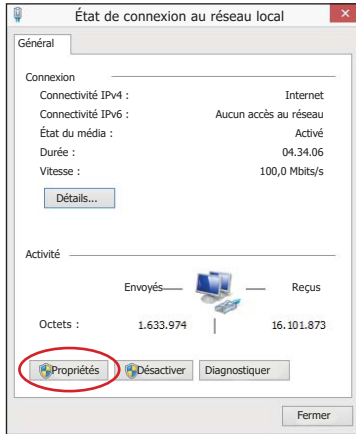 État de connexion au réseau local
Général
Connexion
Connectivité IPv4 : Internet
Connectivité IPv6 : Aucun accès au réseau
État du média : Activé
Durée : 04.34.06
Vitesse : 100,0 Mbits/s
Détails...
Activité
Envoyés Reçus
Octets : 1.633.974 16.101.873
Propriétés Désactiver Diagnostiquer
Fermer